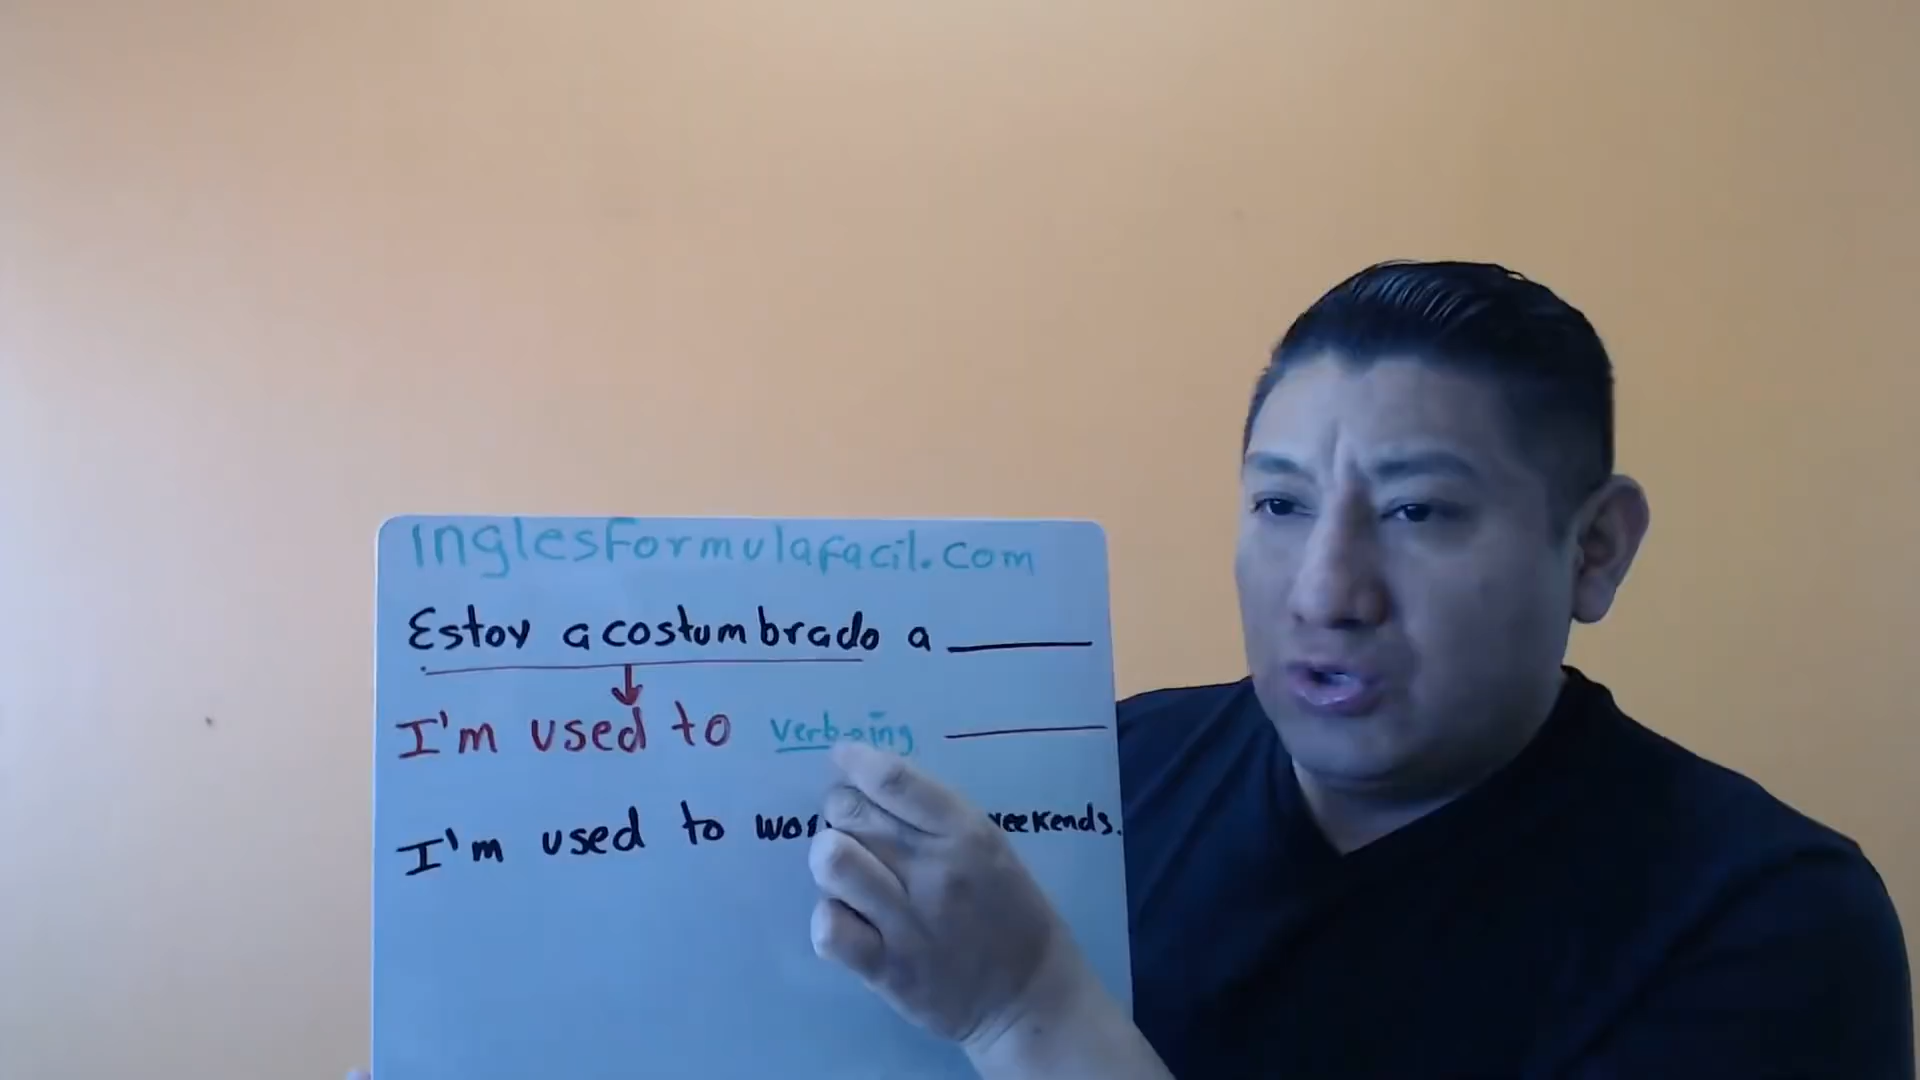 InglesFormulafacil.com
Estoy acostumbrado a
I'm used to verb-ing
I'm used to